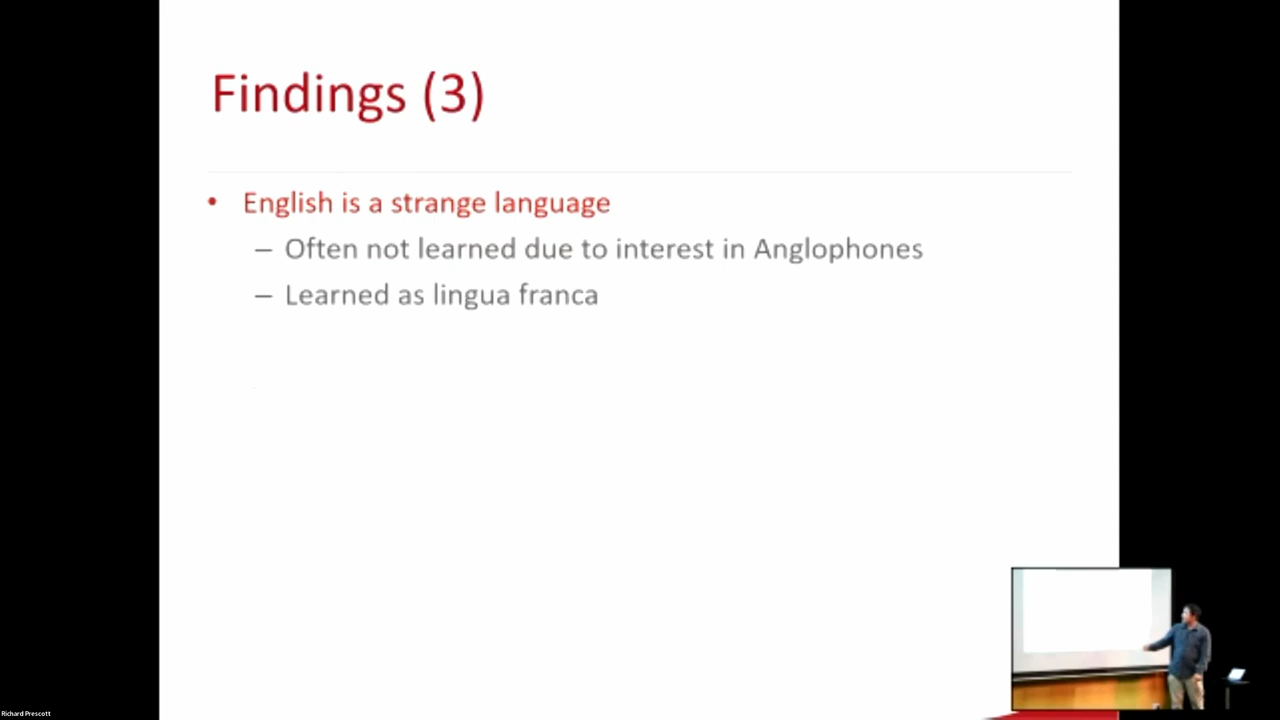 Findings (3)
• English is a strange language
– Often not learned due to interest in Anglophones
– Learned as lingua franca
Richard Prescott